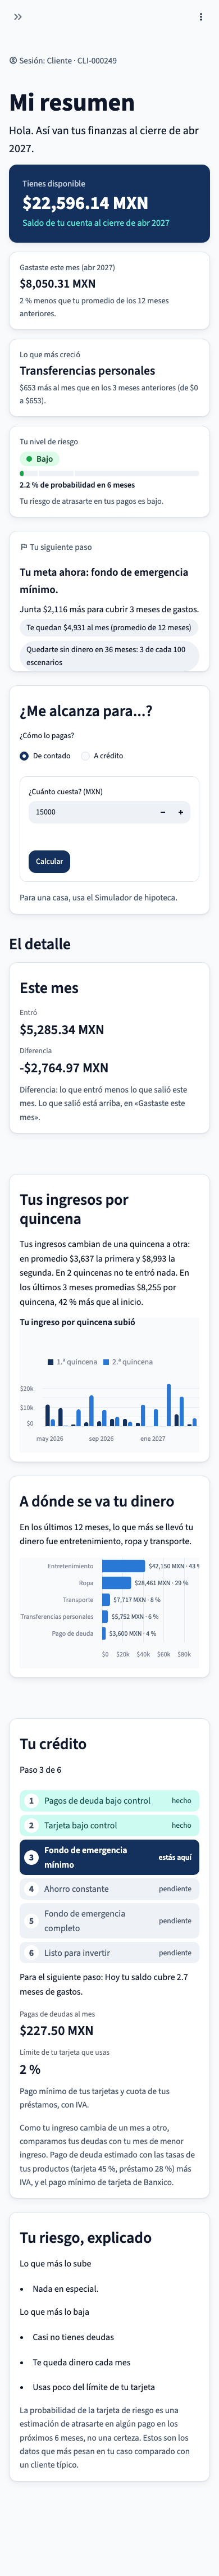 Sesión: Cliente · CLI-000249
Mi resumen
Hola. Así van tus finanzas al cierre de abr
2027.
Tienes disponible
$22,596.14 MXN
Saldo de tu cuenta al cierre de abr 2027
Gastaste este mes (abr 2027)
$8,050.31 MXN
2 % menos que tu promedio de los 12 meses
anteriores.
Lo que más creció
Transferencias personales
$653 más al mes que en los 3 meses anteriores (de $0
a $653).
Tu nivel de riesgo
Bajo
2.2 % de probabilidad en 6 meses
Tu riesgo de atrasarte en tus pagos es bajo.
Tu siguiente paso
Tu meta ahora: fondo de emergencia
mínimo.
Junta $2,116 más para cubrir 3 meses de gastos.
Te quedan $4,931 al mes (promedio de 12 meses)
Quedarte sin dinero en 36 meses: 3 de cada 100
escenarios
¿Me alcanza para...?
¿Cómo lo pagas?
De contado
A crédito
¿Cuánto cuesta? (MXN)
15000
− +
Calcular
Para una casa, usa el Simulador de hipoteca.
El detalle
Este mes
Entró
$5,285.34 MXN
Diferencia
-$2,764.97 MXN
Diferencia: lo que entró menos lo que salió este
mes. Lo que salió está arriba, en «Gastaste este
mes».
Tus ingresos por
quincena
Tus ingresos cambian de una quincena a otra:
en promedio $3,637 la primera y $8,993 la
segunda. En 2 quincenas no te entró nada. En
los últimos 3 meses promedias $8,255 por
quincena, 42 % más que al inicio.
Tu ingreso por quincena subió
1.ª quincena
2.ª quincena
$20k
$10k
$0
may 2026
sep 2026
ene 2027
A dónde se va tu dinero
En los últimos 12 meses, lo que más se llevó tu
dinero fue entretenimiento, ropa y transporte.
Entretenimiento $42,150 MXN · 43 %
Ropa $28,461 MXN · 29 %
Transporte $7,717 MXN · 8 %
Transferencias personales $5,752 MXN · 6 %
Pago de deuda $3,600 MXN · 4 %
$0 $20k $40k $60k $80k
Tu crédito
Paso 3 de 6
1 Pagos de deuda bajo control hecho
2 Tarjeta bajo control hecho
3 Fondo de emergencia
mínimo estás aquí
4 Ahorro constante pendiente
5 Fondo de emergencia
completo pendiente
6 Listo para invertir pendiente
Para el siguiente paso: Hoy tu saldo cubre 2.7
meses de gastos.
Pagas de deudas al mes
$227.50 MXN
Límite de tu tarjeta que usas
2 %
Pago mínimo de tus tarjetas y cuota de tus
préstamos, con IVA.
Como tu ingreso cambia de un mes a otro,
comparamos tus deudas con tu mes de menor
ingreso. Pago de deuda estimado con las tasas de
tus productos (tarjeta 45 %, préstamo 28 %) más
IVA, y el pago mínimo de tarjeta de Banxico.
Tu riesgo, explicado
Lo que más lo sube
• Nada en especial.
Lo que más lo baja
• Casi no tienes deudas
• Te queda dinero cada mes
• Usas poco del límite de tu tarjeta
La probabilidad de la tarjeta de riesgo es una
estimación de atrasarte en algún pago en los
próximos 6 meses, no una certeza. Estos son los
datos que más pesan en tu caso comparado con
un cliente típico.